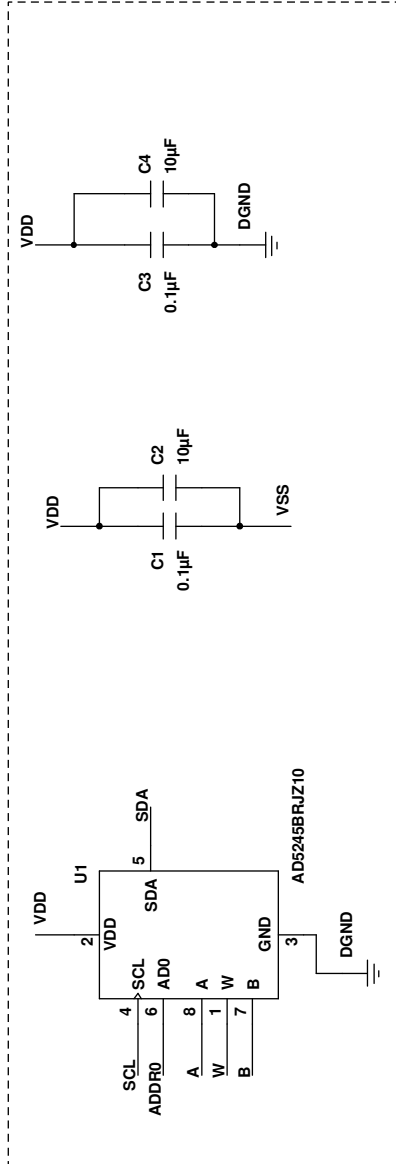 VDD
U1
2
VDD
SCL
4
SCL
5
SDA
SDA
ADDR0
6
AD0
A
8
A
W
1
W
B
7
B
GND
3
AD5245BRJZ10
DGND
VDD
C1
0.1µF
C2
10µF
VSS
VDD
C3
0.1µF
C4
10µF
DGND